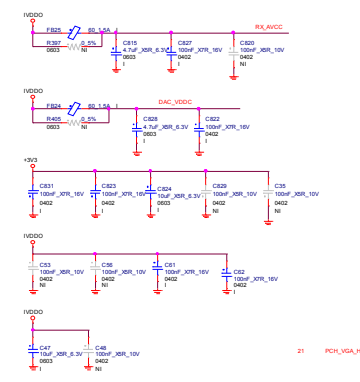 IVDDO
FB25 60_1.5A I
RX_AVCC
R397 0_5%
0603 NI
C815
4.7uF_X5R_6.3V
0603
I
C827
100nF_X7R_16V
0402
I
C820
100nF_X5R_10V
0402
NI
IVDDO
FB24 60_1.5A I
DAC_VDDC
R405 0_5%
0603 NI
C828
4.7uF_X5R_6.3V
0603
I
C822
100nF_X7R_16V
0402
I
+3V3
C831
100nF_X7R_16V
0402
I
C823
100nF_X7R_16V
0402
I
C824
10uF_X5R_6.3V
0603
I
C829
100nF_X5R_10V
0402
NI
C35
100nF_X5R_10V
0402
NI
IVDDO
C53
100nF_X5R_10V
0402
NI
C56
100nF_X5R_10V
0402
NI
C61
100nF_X7R_16V
0402
I
C62
100nF_X7R_16V
0402
I
IVDDO
C47
10uF_X5R_6.3V
0603
I
C48
100nF_X5R_10V
0402
NI
21 PCH_VGA_H